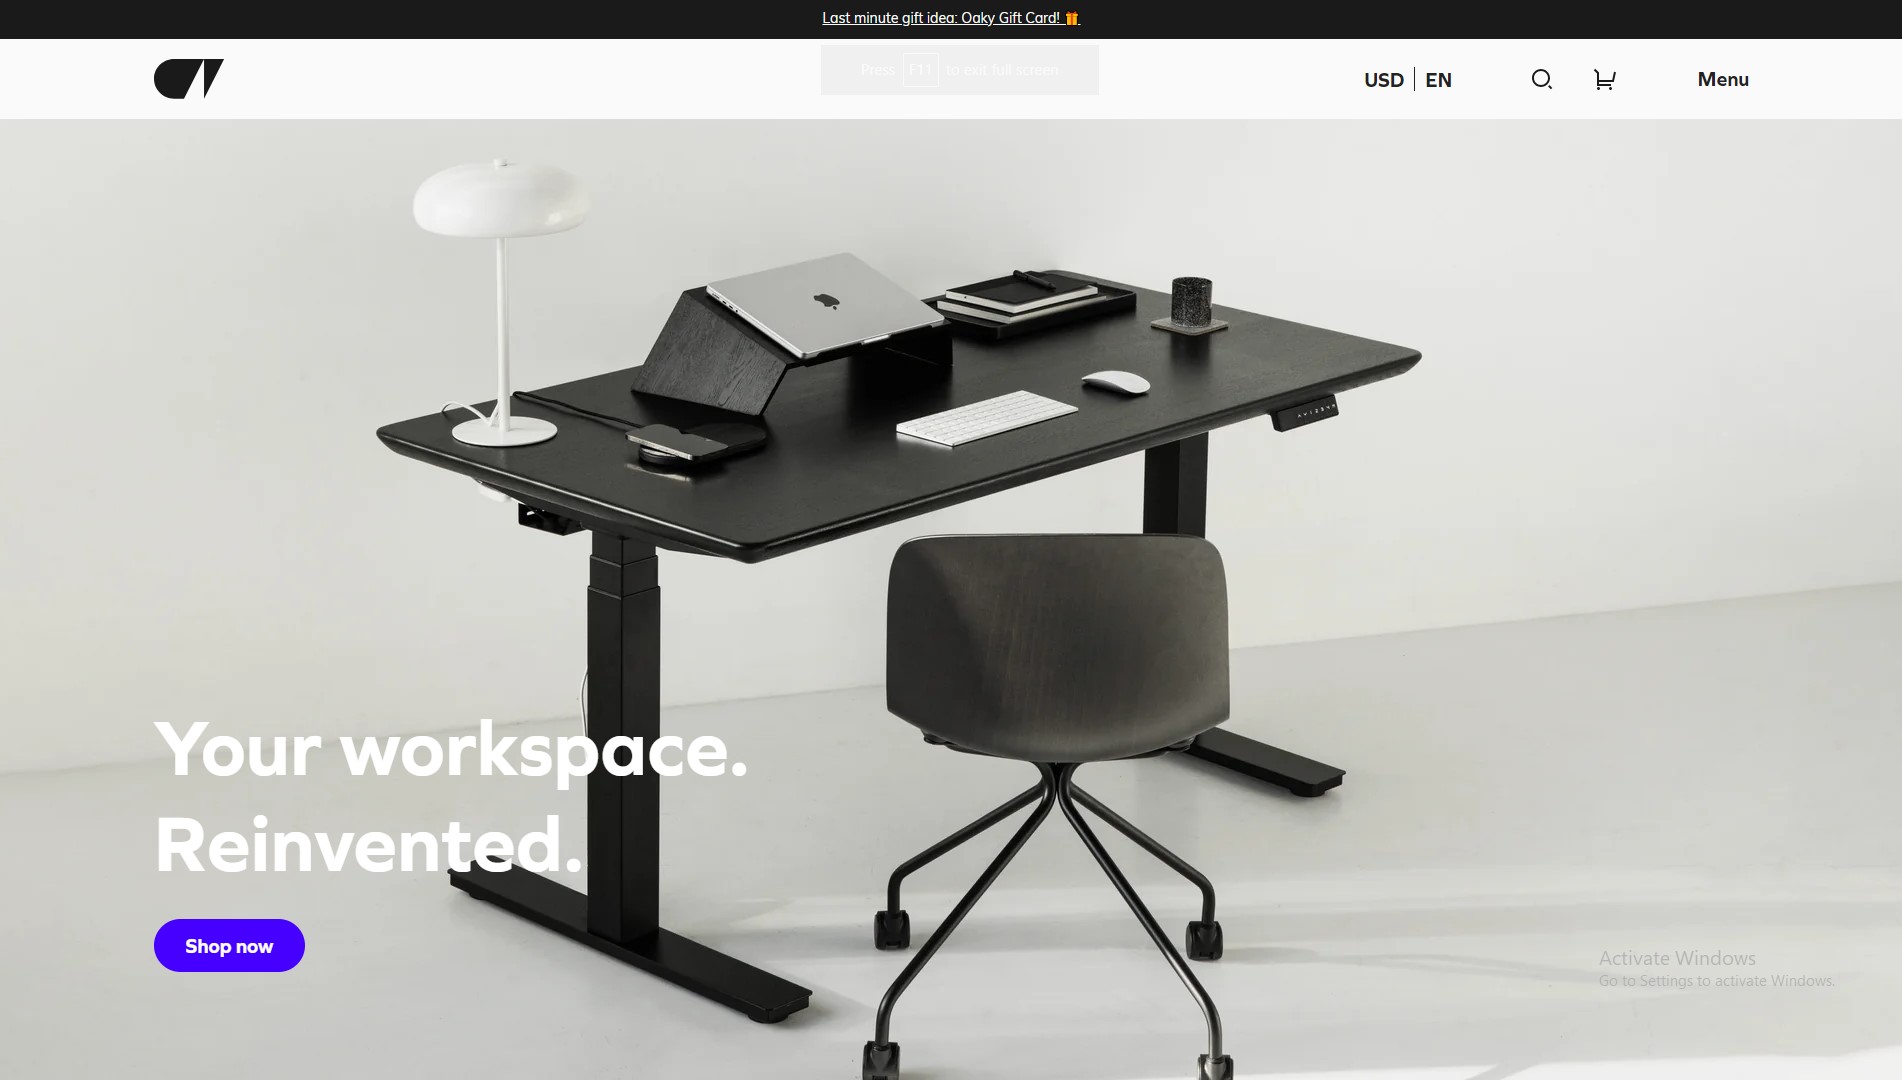 Last minute gift idea: Oaky Gift Card! 🎁
Press F11 to exit full screen
USD EN
Menu
Your workspace.
Reinvented.
Shop now
Activate Windows
Go to Settings to activate Windows.